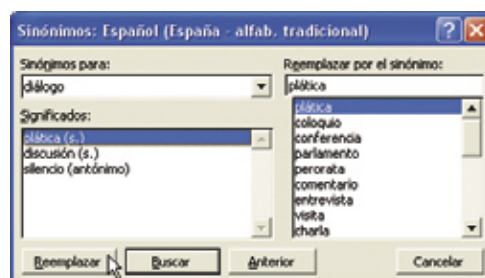 Sinónimos: Español (España - alfab. tradicional)
Sinónimos para:
diálogo
Significados:
plática (s.)
discusión (s.)
silencio (antónimo)
Reemplazar por el sinónimo:
plática
plática
coloquio
conferencia
parlamento
perorata
comentario
entrevista
visita
charla
Reemplazar
Buscar
Anterior
Cancelar